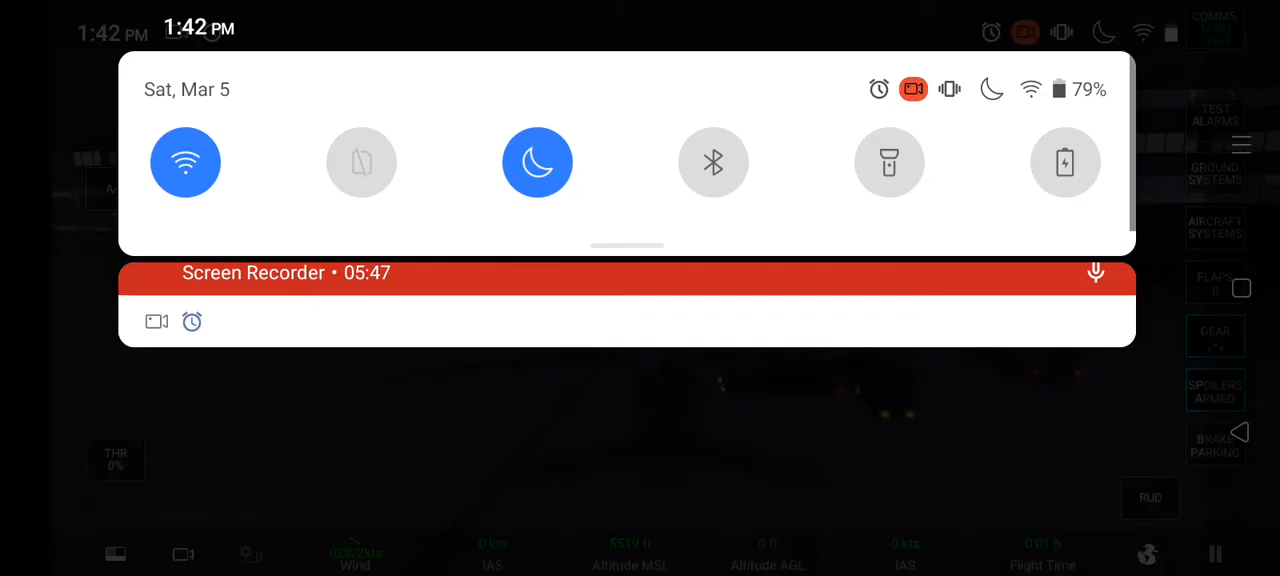 1:42 PM
1:42 PM
COMMS.
MAIN
CHAT
Sat, Mar 5
79%
TEST
ALARMS
GROUND
SYSTEMS
AIRCRAFT
SYSTEMS
Screen Recorder • 05:47
FLAPS
0
GEAR
SPOILERS
ARMED
BRAKE
PARKING
THR
0%
RUD
028/2kts
Wind
0 kts
IAS
5519 ft
Altitude MSL
0 ft
Altitude AGL
0 kts
IAS
0:01 h
Flight Time